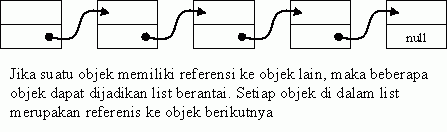 null
Jika suatu objek memiliki referensi ke objek lain, maka beberapa
objek dapat dijadikan list berantai. Setiap objek di dalam list
merupakan referenis ke objek berikutnya